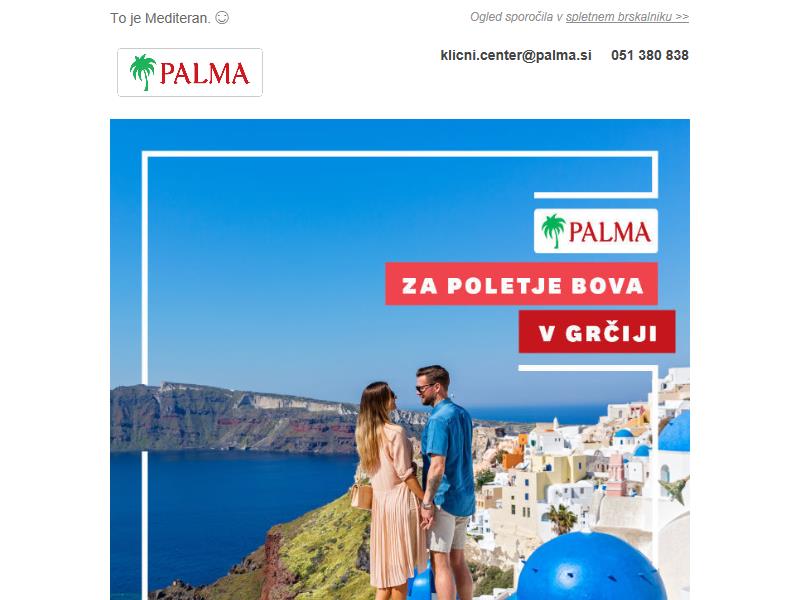 To je Mediteran. ☺
Ogled sporočila v spletnem brskalniku >>
PALMA
klicni.center@palma.si 051 380 838
PALMA
ZA POLETJE BOVA
V GRČIJI